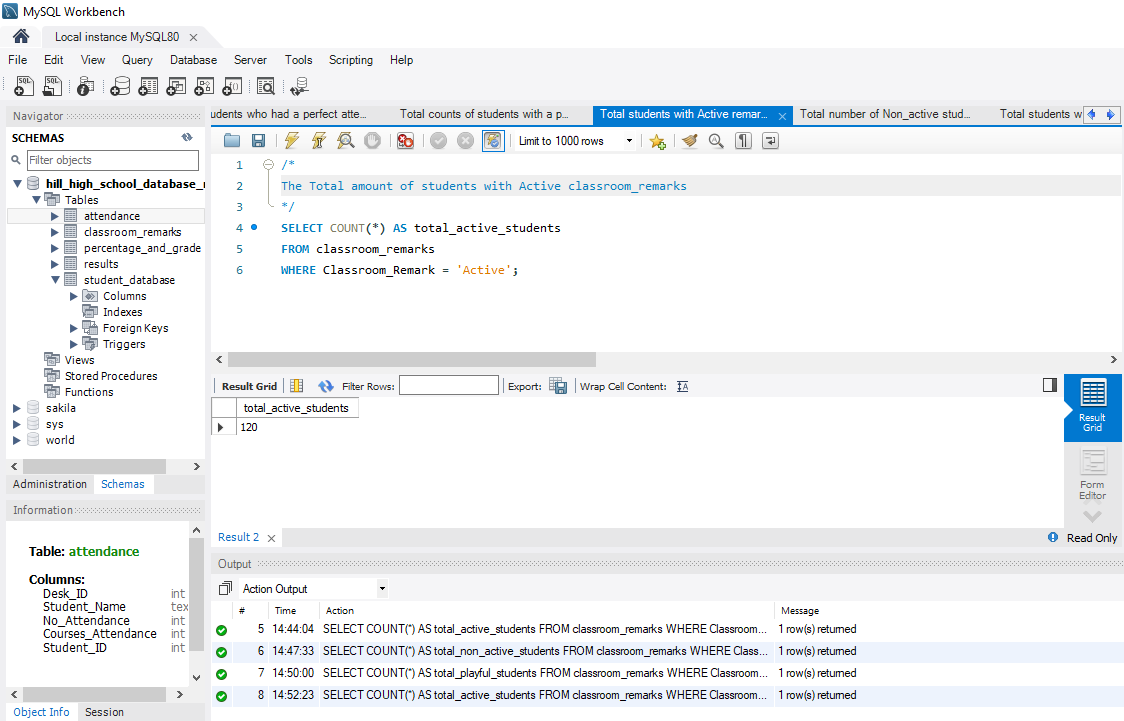 MySQL Workbench
Local instance MySQL80
File Edit View Query Database Server Tools Scripting Help
Navigator
SCHEMAS
Filter objects
hill_high_school_database_
Tables
attendance
classroom_remarks
percentage_and_grade
results
student_database
Columns
Indexes
Foreign Keys
Triggers
Views
Stored Procedures
Functions
sakila
sys
world
Administration Schemas
Information
Table: attendance
Columns:
Desk_ID int
Student_Name tex
No_Attendance int
Courses_Attendance int
Student_ID int
Object Info Session
udents who had a perfect atte... Total counts of students with a p... Total students with Active remar... Total number of Non_active stud... Total students w
Limit to 1000 rows
1 /*
2 The Total amount of students with Active classroom_remarks
3 */
4 SELECT COUNT(*) AS total_active_students
5 FROM classroom_remarks
6 WHERE Classroom_Remark = 'Active';
Result Grid Filter Rows: Export: Wrap Cell Content:
total_active_students
120
Result Grid
Form Editor
Result 2
Read Only
Output
Action Output
# Time Action Message
5 14:44:04 SELECT COUNT(*) AS total_active_students FROM classroom_remarks WHERE Classroom... 1 row(s) returned
6 14:47:33 SELECT COUNT(*) AS total_non_active_students FROM classroom_remarks WHERE Class... 1 row(s) returned
7 14:50:00 SELECT COUNT(*) AS total_playful_students FROM classroom_remarks WHERE Classroom... 1 row(s) returned
8 14:52:23 SELECT COUNT(*) AS total_active_students FROM classroom_remarks WHERE Classroom... 1 row(s) returned